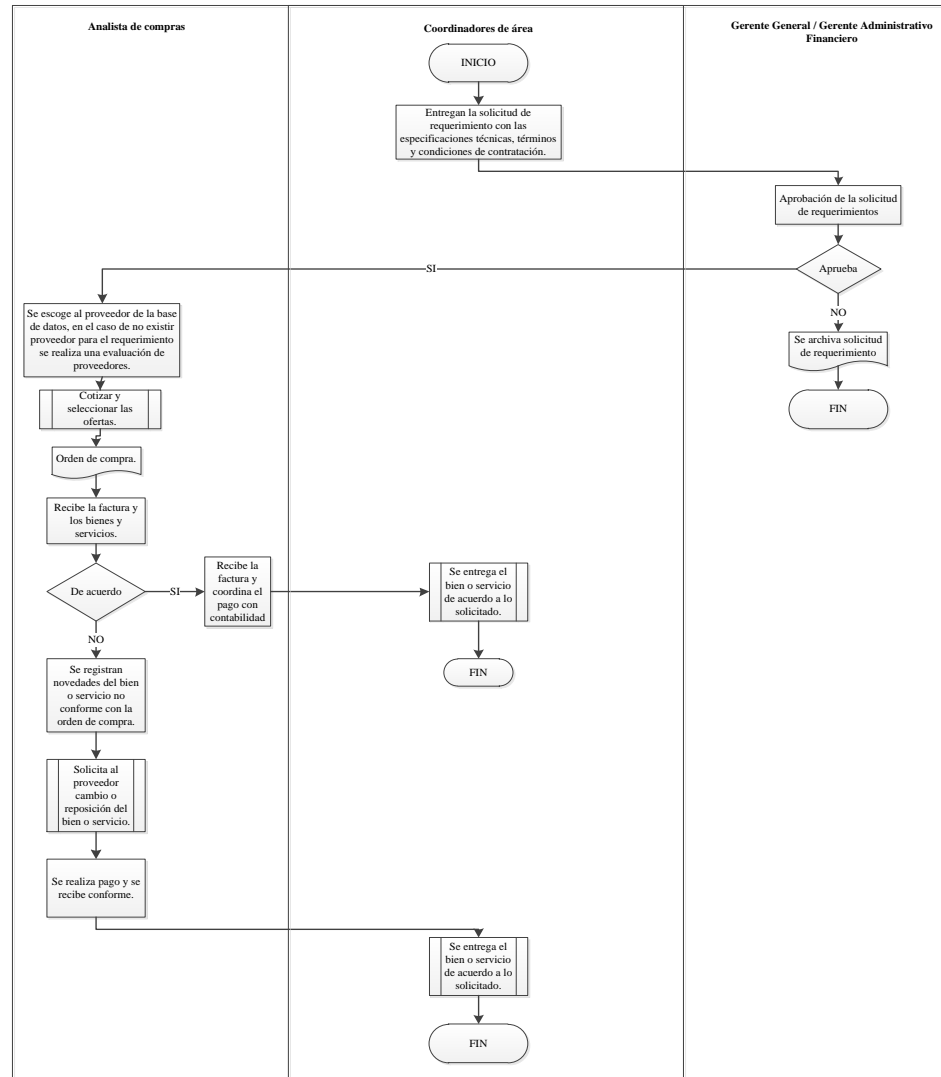 Analista de compras
Coordinadores de área
Gerente General / Gerente Administrativo
Financiero
INICIO
Entregan la solicitud de
requerimiento con las
especificaciones técnicas, términos
y condiciones de contratación.
Aprobación de la solicitud
de requerimientos
SI
Aprueba
NO
Se archiva solicitud
de requerimiento
FIN
Se escoge al proveedor de la base
de datos, en el caso de no existir
proveedor para el requerimiento
se realiza una evaluación de
proveedores.
Cotizar y
seleccionar las
ofertas.
Orden de compra.
Recibe la factura y
los bienes y
servicios.
De acuerdo
SI
Recibe la
factura y
coordina el
pago con
contabilidad
Se entrega el
bien o servicio
de acuerdo a lo
solicitado.
FIN
NO
Se registran
novedades del bien
o servicio no
conforme con la
orden de compra.
Solicita al
proveedor
cambio o
reposición del
bien o servicio.
Se realiza pago y se
recibe conforme.
Se entrega el
bien o servicio
de acuerdo a lo
solicitado.
FIN